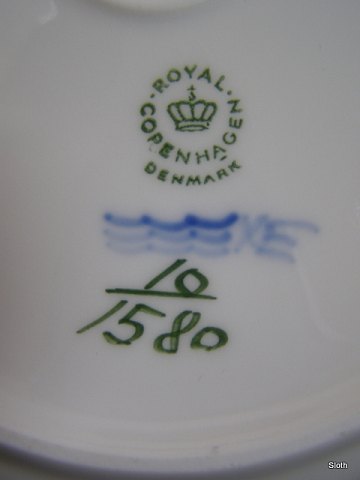 ROYAL
COPENHAGEN
DENMARK
10
1580
Sloth